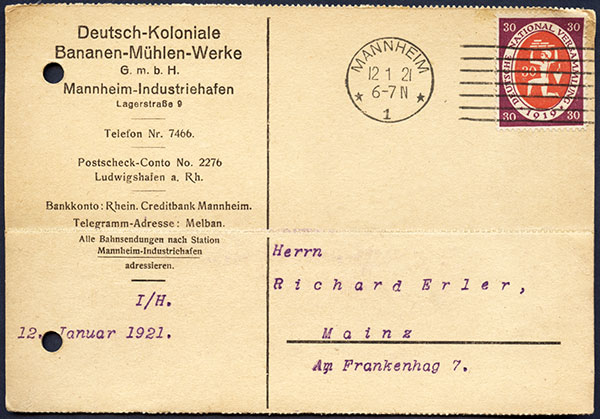 Deutsch-Koloniale
Bananen-Mühlen-Werke
G. m. b. H.
Mannheim-Industriehafen
Lagerstraße 9
Telefon Nr. 7466.
Postscheck-Conto No. 2276
Ludwigshafen a. Rh.
Bankkonto: Rhein. Creditbank Mannheim.
Telegramm-Adresse: Melban.
Alle Bahnsendungen nach Station
Mannheim-Industriehafen
adressieren.
I/H.
12. Januar 1921.
MANNHEIM
12 1 21
6-7 N
1
30 30
DEUTSCHE NATIONALVERSAMMLUNG
1919
30
30 30
Herrn
Richard Erler,
Mainz
Am Frankenhag 7.